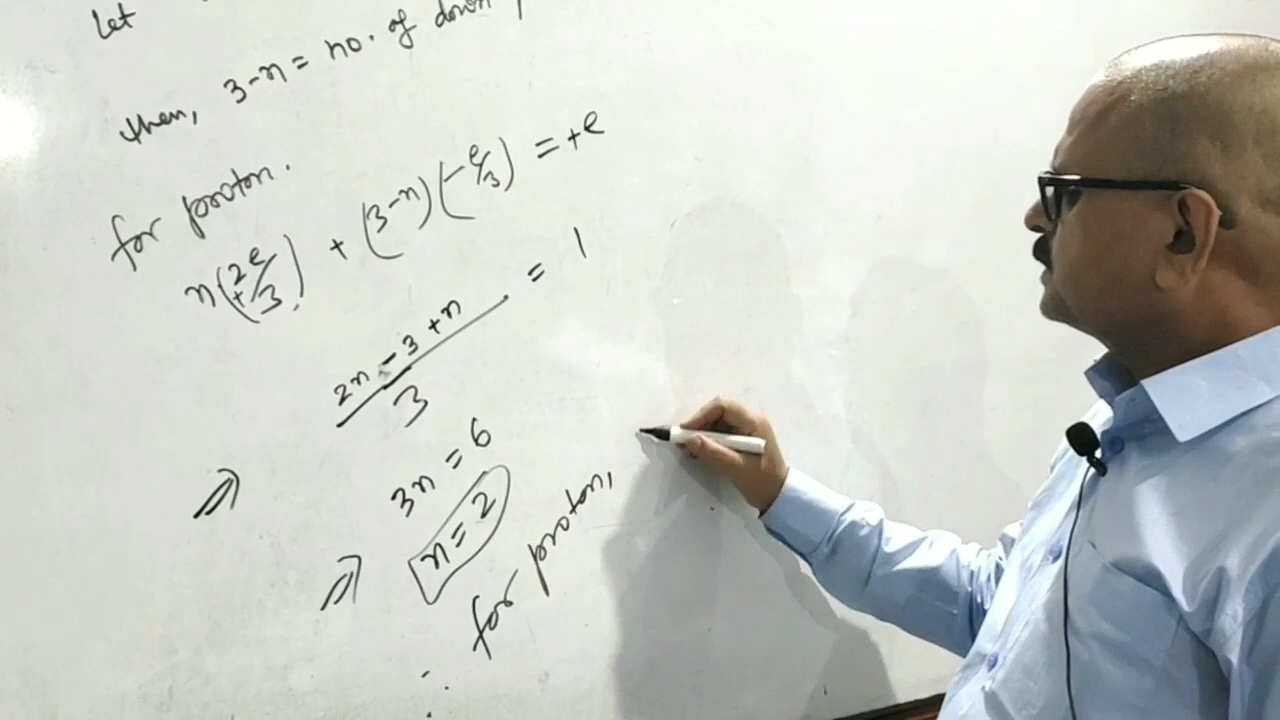 Let
then, 3-n = no. of down
for proton.
n(+2e/3) + (3-n)(-e/3) = +e
(2n - 3 + n)/3 = 1
⇒ 3n = 6
⇒ n = 2
∴ for proton,